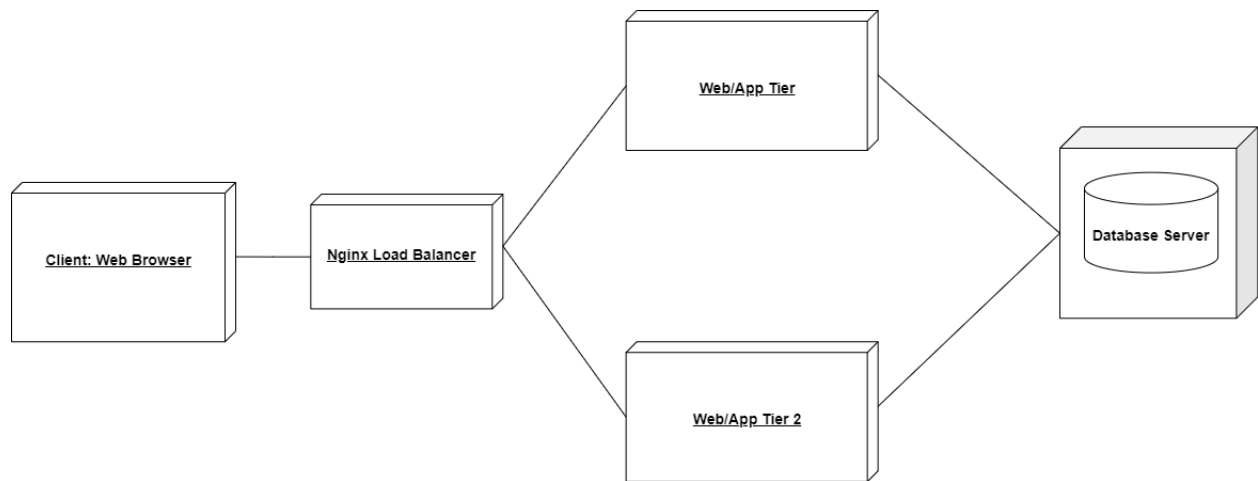 Web/App Tier
Client: Web Browser
Nginx Load Balancer
Database Server
Web/App Tier 2